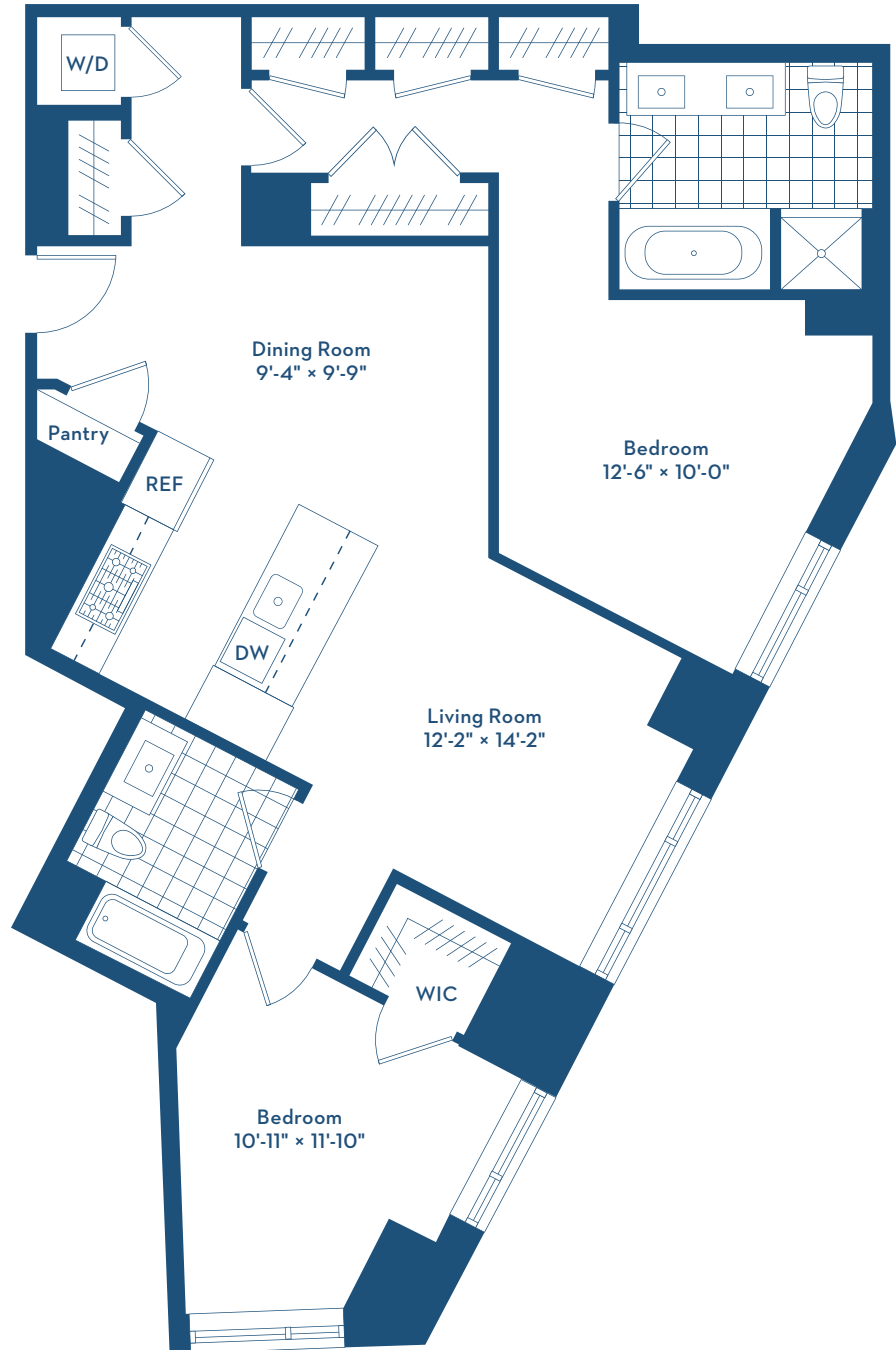 W/D
Dining Room
9'-4" × 9'-9"
Pantry
REF
Bedroom
12'-6" × 10'-0"
DW
Living Room
12'-2" × 14'-2"
WIC
Bedroom
10'-11" × 11'-10"